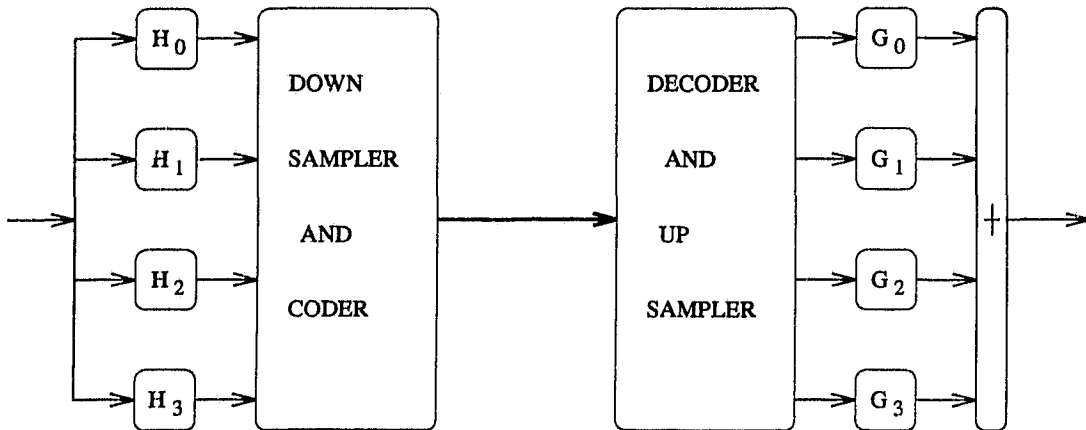 H0
H1
H2
H3
DOWN
SAMPLER
AND
CODER
DECODER
AND
UP
SAMPLER
G0
G1
G2
G3
+